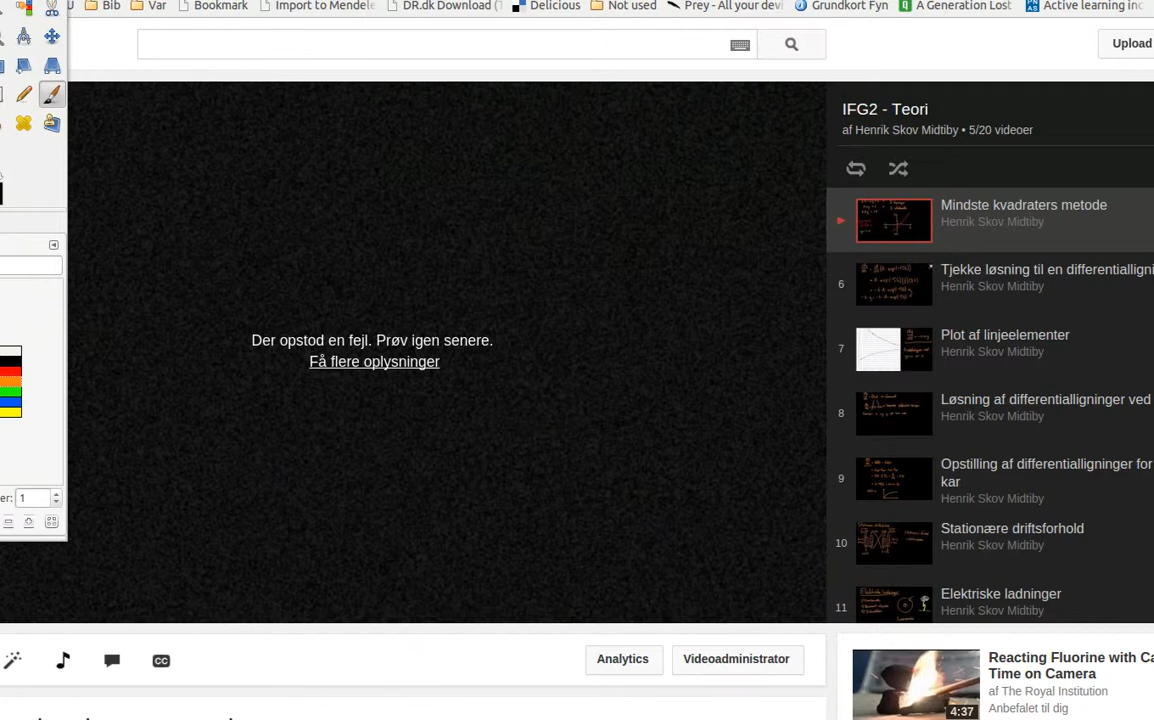 Bib Var Bookmark Import to Mendele DR.dk Download ( Delicious Not used Prey - All your devi Grundkort Fyn A Generation Lost Active learning inc
Upload
IFG2 - Teori
af Henrik Skov Midtiby • 5/20 videoer
Mindste kvadraters metode
Henrik Skov Midtiby
Der opstod en fejl. Prøv igen senere.
Få flere oplysninger
6 Tjekke løsning til en differentialligni
Henrik Skov Midtiby
7 Plot af linjeelementer
Henrik Skov Midtiby
8 Løsning af differentialligninger ved
Henrik Skov Midtiby
9 Opstilling af differentialligninger for
kar
Henrik Skov Midtiby
10 Stationære driftsforhold
Henrik Skov Midtiby
11 Elektriske ladninger
Henrik Skov Midtiby
er: 1
CC
Analytics Videoadministrator
Reacting Fluorine with Ca
Time on Camera
af The Royal Institution
Anbefalet til dig
4:37